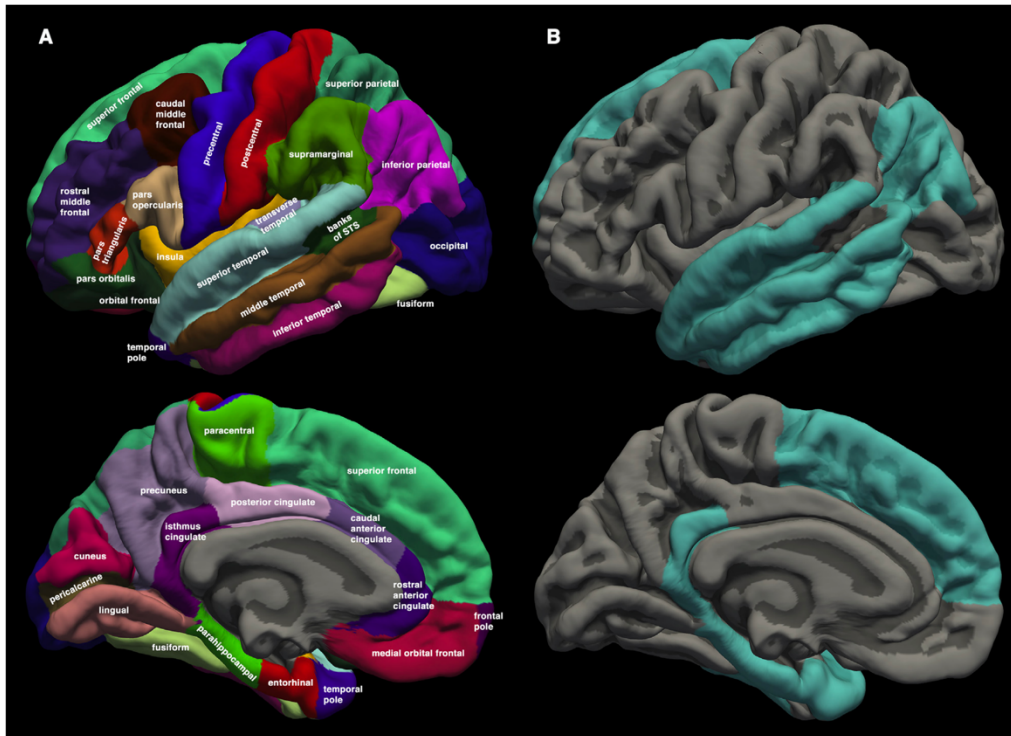 A
B
superior frontal
caudal
middle
frontal
precentral
postcentral
superior parietal
supramarginal
inferior parietal
rostral
middle
frontal
pars
opercularis
pars
triangularis
transverse
temporal
banks
of STS
occipital
insula
superior temporal
pars orbitalis
orbital frontal
middle temporal
inferior temporal
fusiform
temporal
pole
paracentral
superior frontal
precuneus
posterior cingulate
isthmus
cingulate
caudal
anterior
cingulate
cuneus
pericalcarine
rostral
anterior
cingulate
lingual
frontal
pole
fusiform
parahippocampal
medial orbital frontal
entorhinal
temporal
pole